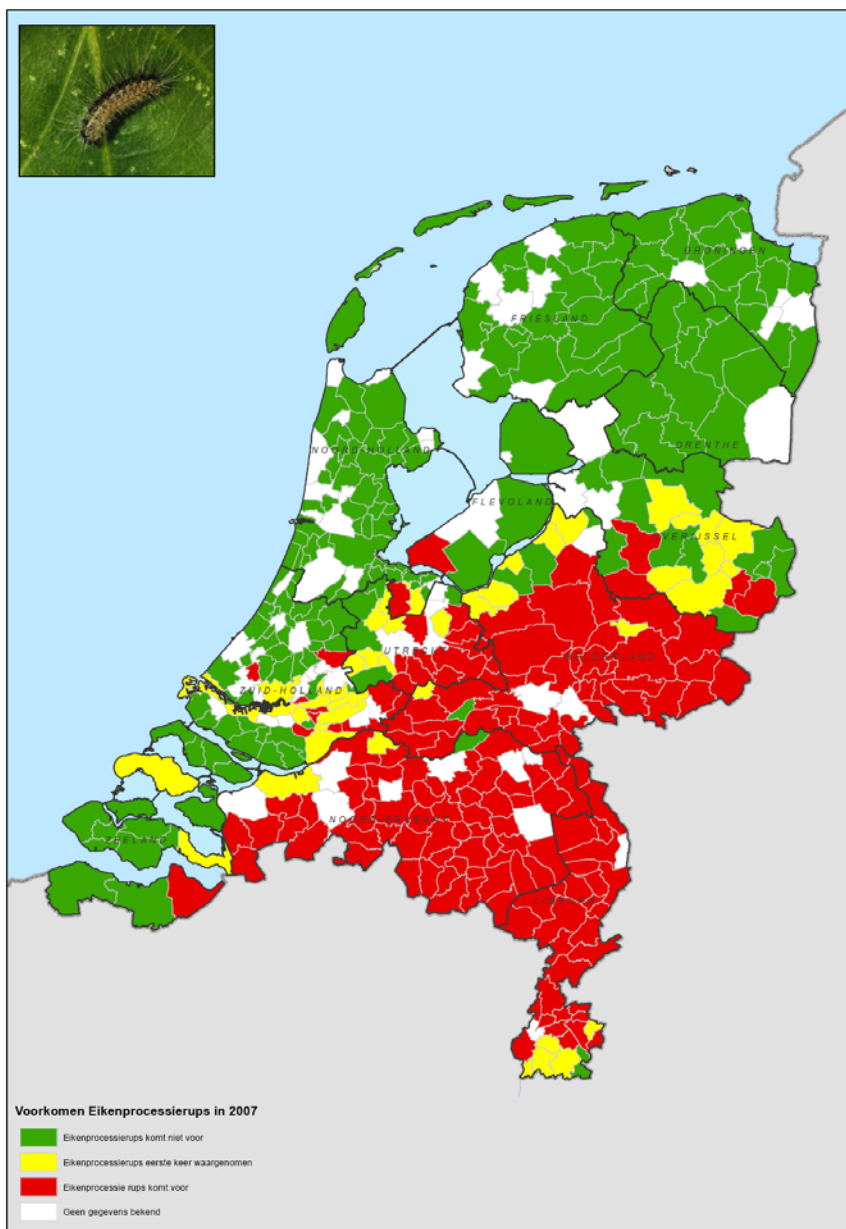 GRONINGEN
FRIESLAND
DRENTHE
NOORD-HOLLAND
FLEVOLAND
OVERIJSSEL
UTRECHT
GELDERLAND
ZUID-HOLLAND
NOORD-BRABANT
ZEELAND
LIMBURG
Voorkomen Eikenprocessierups in 2007
Eikenprocessierups komt niet voor
Eikenprocessierups eerste keer waargenomen
Eikenprocessie rups komt voor
Geen gegevens bekend